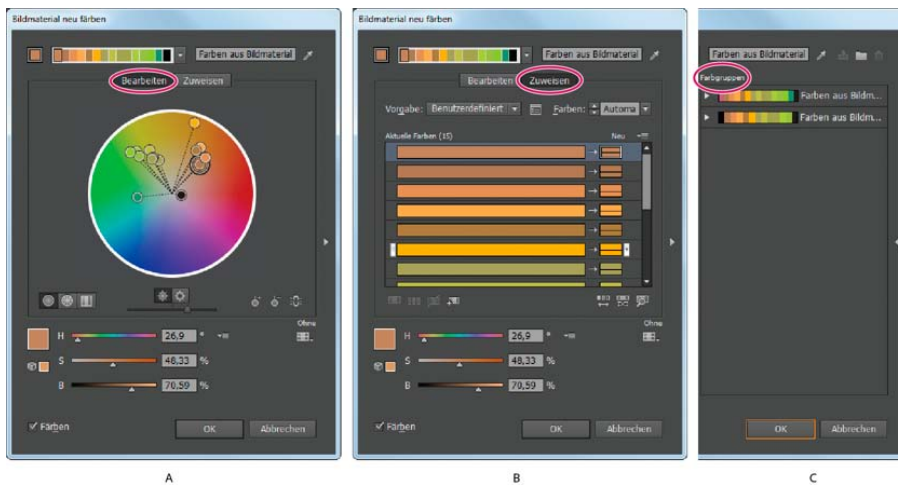 Bildmaterial neu färben
Farben aus Bildmaterial
Bearbeiten Zuweisen
Ohne
H 26,9 °
S 48,33 %
B 70,59 %
Färben
OK Abbrechen
A
Bildmaterial neu färben
Farben aus Bildmaterial
Bearbeiten Zuweisen
Vorgabe: Benutzerdefiniert Farben: Automa
Aktuelle Farben (15) Neu
Ohne
H 26,9 °
S 48,33 %
B 70,59 %
Färben
OK Abbrechen
B
Farben aus Bildmaterial
Farbgruppen
Farben aus Bildm...
Farben aus Bildm...
OK Abbrechen
C